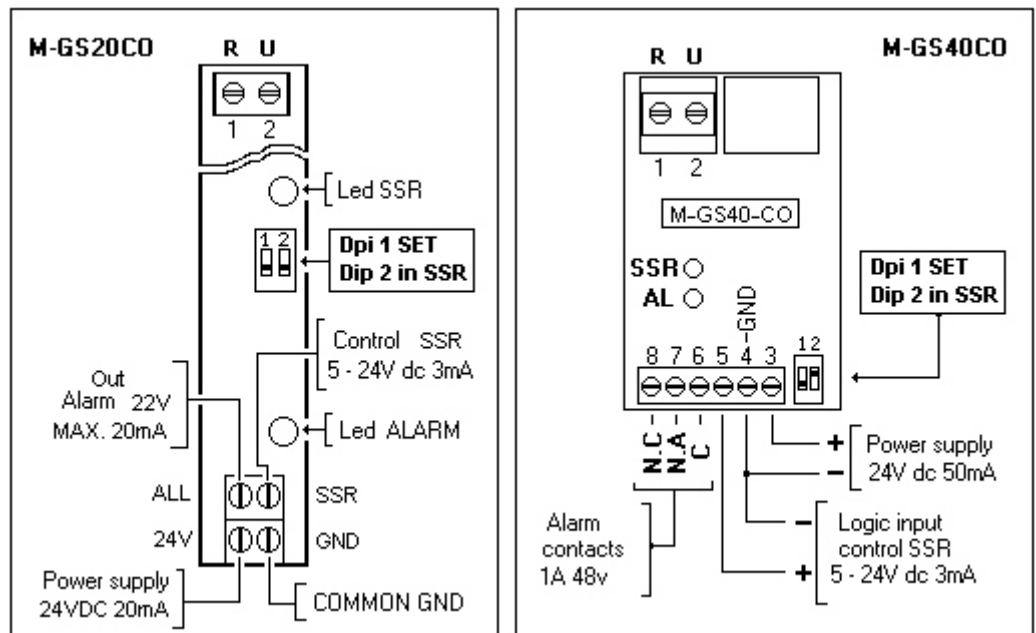 M-GS20CO
R U
1 2
Led SSR
1 2
Dpi 1 SET
Dip 2 in SSR
Control SSR
5 - 24V dc 3mA
Out
Alarm 22V
MAX. 20mA
Led ALARM
ALL
SSR
24V
GND
Power supply
24VDC 20mA
COMMON GND
M-GS40CO
R U
1 2
M-GS40-CO
SSR
AL
-GND
Dpi 1 SET
Dip 2 in SSR
8 7 6 5 4 3
1 2
N.C -
N.A -
C -
+ Power supply
- 24V dc 50mA
Alarm
contacts
1A 48v
- Logic input
control SSR
+ 5 - 24V dc 3mA